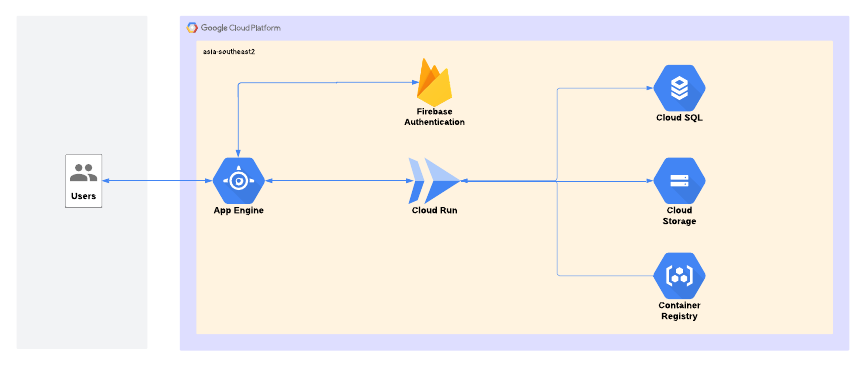 Google Cloud Platform
asia-southeast2
Firebase
Authentication
Cloud SQL
Users
App Engine
Cloud Run
Cloud
Storage
Container
Registry